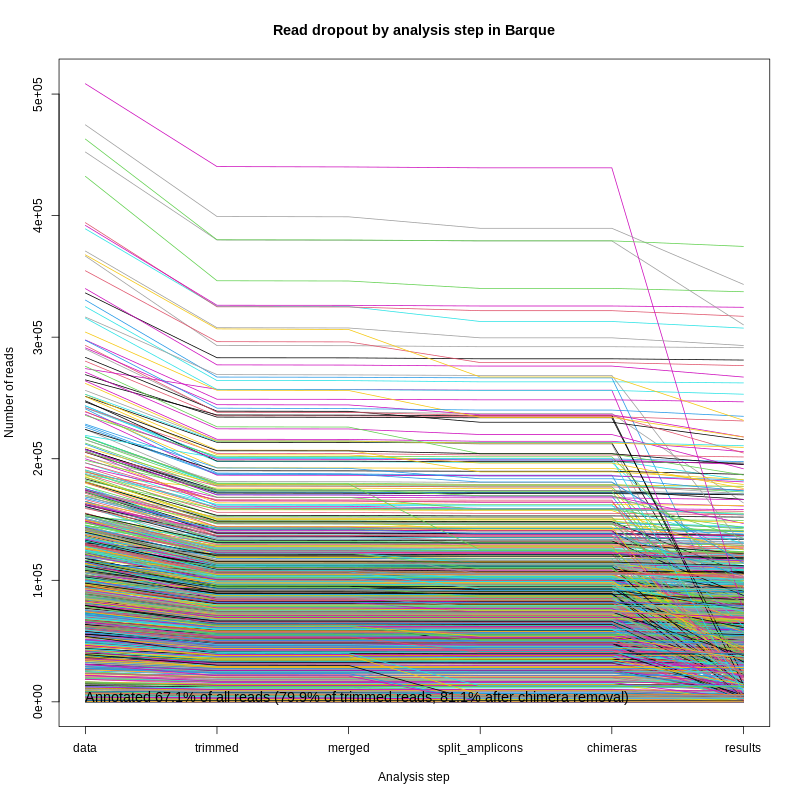 Read dropout by analysis step in Barque
Number of reads
5e+05
4e+05
3e+05
2e+05
1e+05
0e+00
Annotated 67.1% of all reads (79.9% of trimmed reads, 81.1% after chimera removal)
data trimmed merged split_amplicons chimeras results
Analysis step